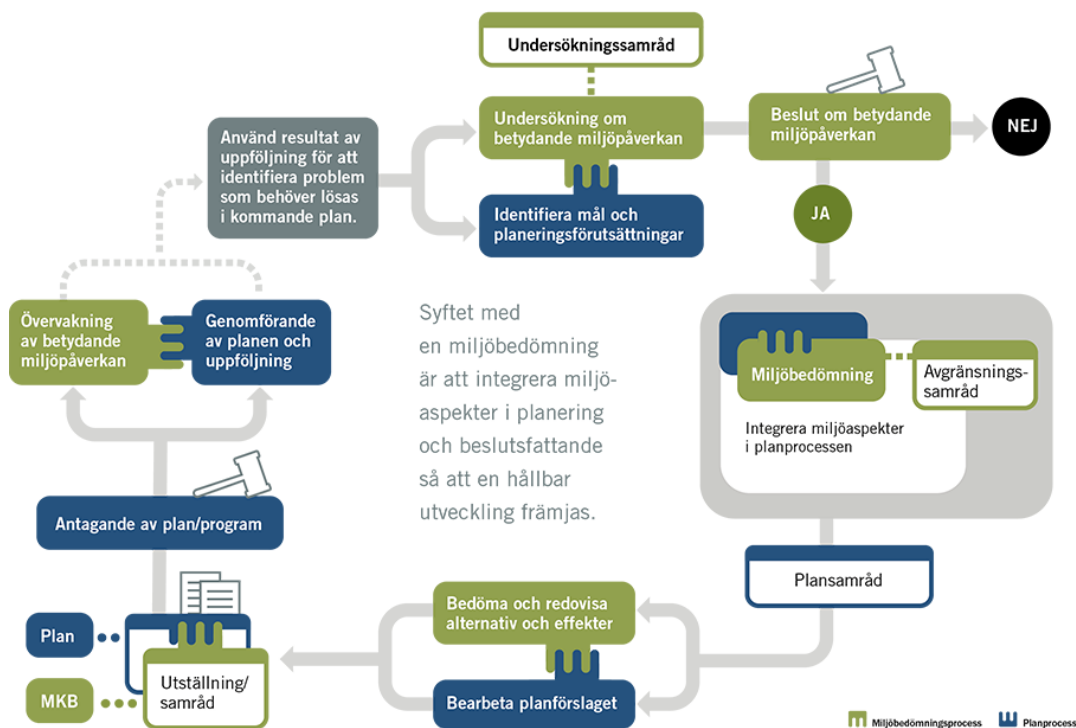 Undersökningssamråd
Undersökning om
betydande miljöpåverkan
Beslut om betydande
miljöpåverkan
NEJ
Använd resultat av
uppföljning för att
identifiera problem
som behöver lösas
i kommande plan.
Identifiera mål och
planeringsförutsättningar
JA
Övervakning
av betydande
miljöpåverkan
Genomförande
av planen och
uppföljning
Syftet med
en miljöbedömning
är att integrera miljö-
aspekter i planering
och beslutsfattande
så att en hållbar
utveckling främjas.
Miljöbedömning
Avgränsnings-
samråd
Integrera miljöaspekter
i planprocessen
Antagande av plan/program
Plansamråd
Bedöma och redovisa
alternativ och effekter
Plan
Utställning/
samråd
MKB
Bearbeta planförslaget
Miljöbedömningsprocess
Planprocess